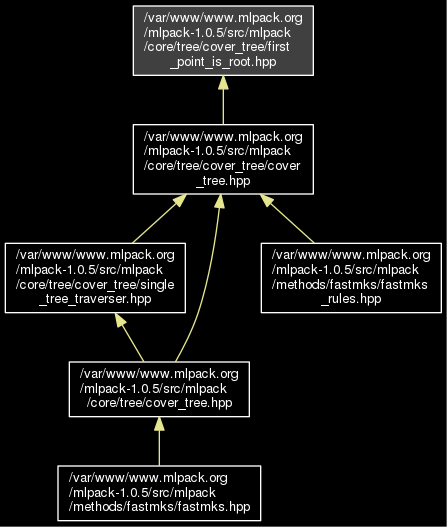 /var/www/www.mlpack.org
/mlpack-1.0.5/src/mlpack
/core/tree/cover_tree/first
_point_is_root.hpp
/var/www/www.mlpack.org
/mlpack-1.0.5/src/mlpack
/core/tree/cover_tree/cover
_tree.hpp
/var/www/www.mlpack.org
/mlpack-1.0.5/src/mlpack
/core/tree/cover_tree/single
_tree_traverser.hpp
/var/www/www.mlpack.org
/mlpack-1.0.5/src/mlpack
/methods/fastmks/fastmks
_rules.hpp
/var/www/www.mlpack.org
/mlpack-1.0.5/src/mlpack
/core/tree/cover_tree.hpp
/var/www/www.mlpack.org
/mlpack-1.0.5/src/mlpack
/methods/fastmks/fastmks.hpp